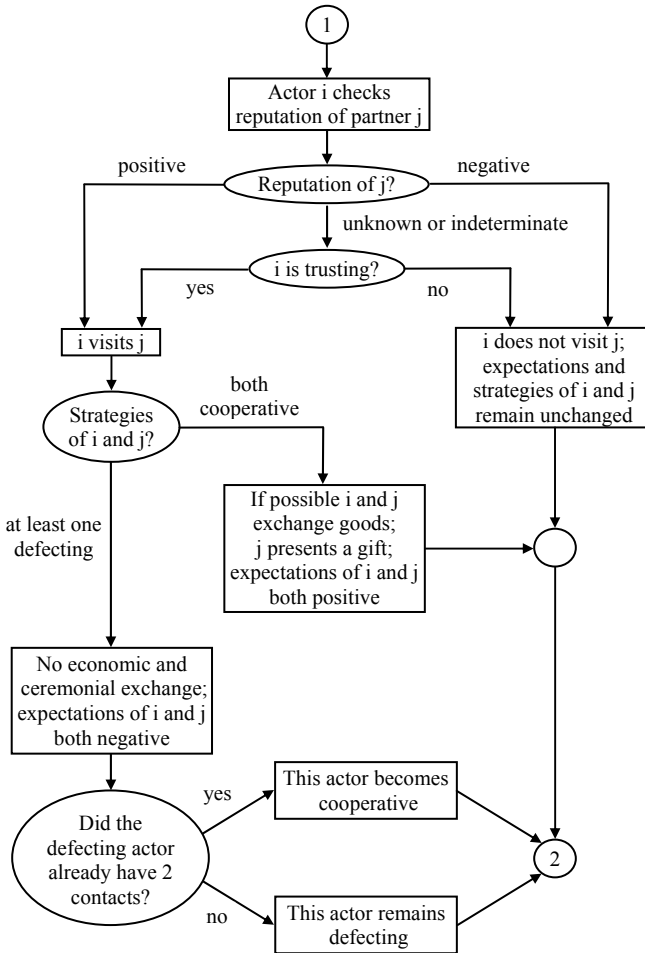 1
Actor i checks
reputation of partner j
positive
negative
Reputation of j?
unknown or indeterminate
i is trusting?
yes
no
i visits j
i does not visit j;
expectations and
strategies of i and j
remain unchanged
both
cooperative
Strategies
of i and j?
If possible i and j
exchange goods;
j presents a gift;
expectations of i and j
both positive
at least one
defecting
No economic and
ceremonial exchange;
expectations of i and j
both negative
yes
This actor becomes
cooperative
Did the
defecting actor
already have 2
contacts?
2
no
This actor remains
defecting